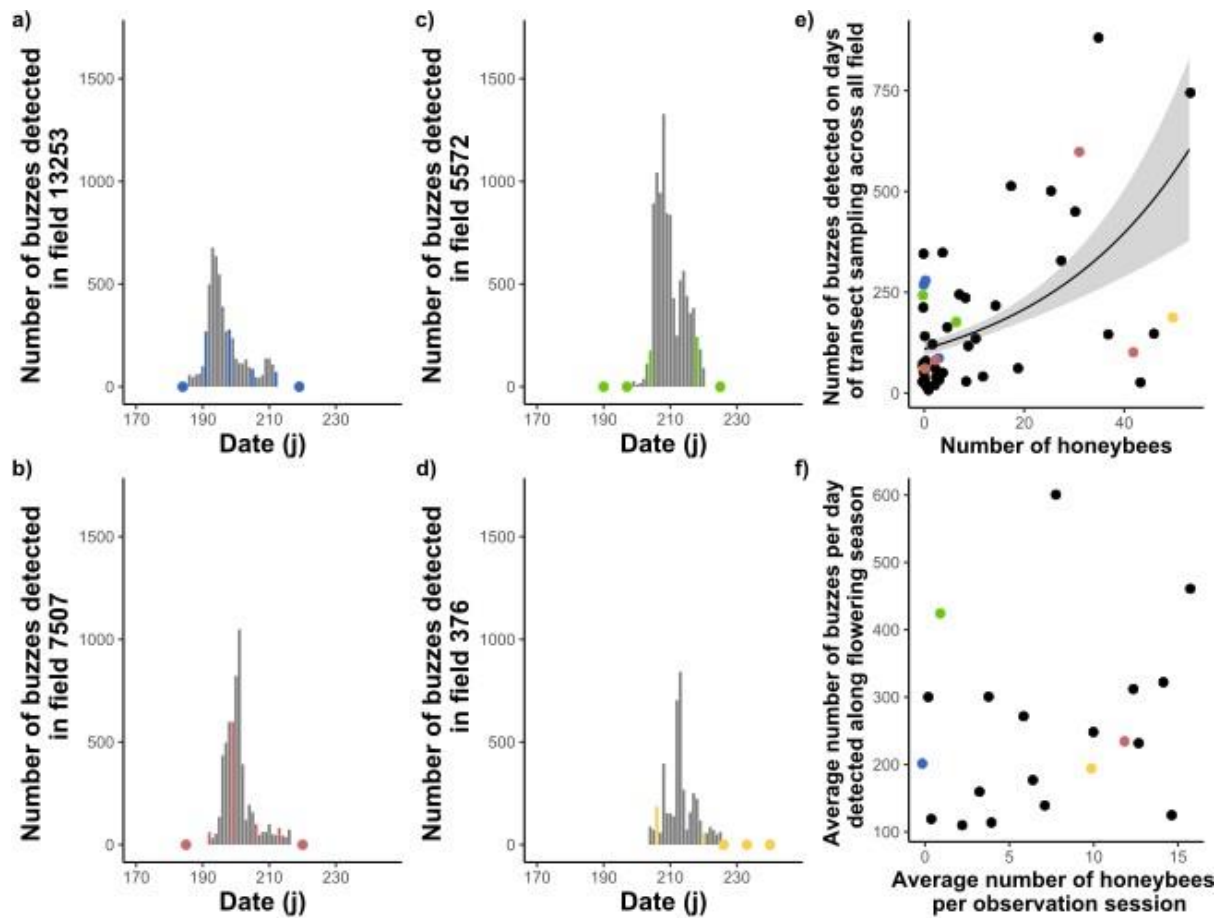 a)
Number of buzzes detected
in field 13253
1500
1000
500
0
170
190
210
230
Date (j)
c)
Number of buzzes detected
in field 5572
1500
1000
500
0
170
190
210
230
Date (j)
e)
Number of buzzes detected on days
of transect sampling across all field
750
500
250
0
0
20
40
Number of honeybees
b)
Number of buzzes detected
in field 7507
1500
1000
500
0
170
190
210
230
Date (j)
d)
Number of buzzes detected
in field 376
1500
1000
500
0
170
190
210
230
Date (j)
f)
Average number of buzzes per day
detected along flowering season
600
500
400
300
200
100
0
5
10
15
Average number of honeybees
per observation session